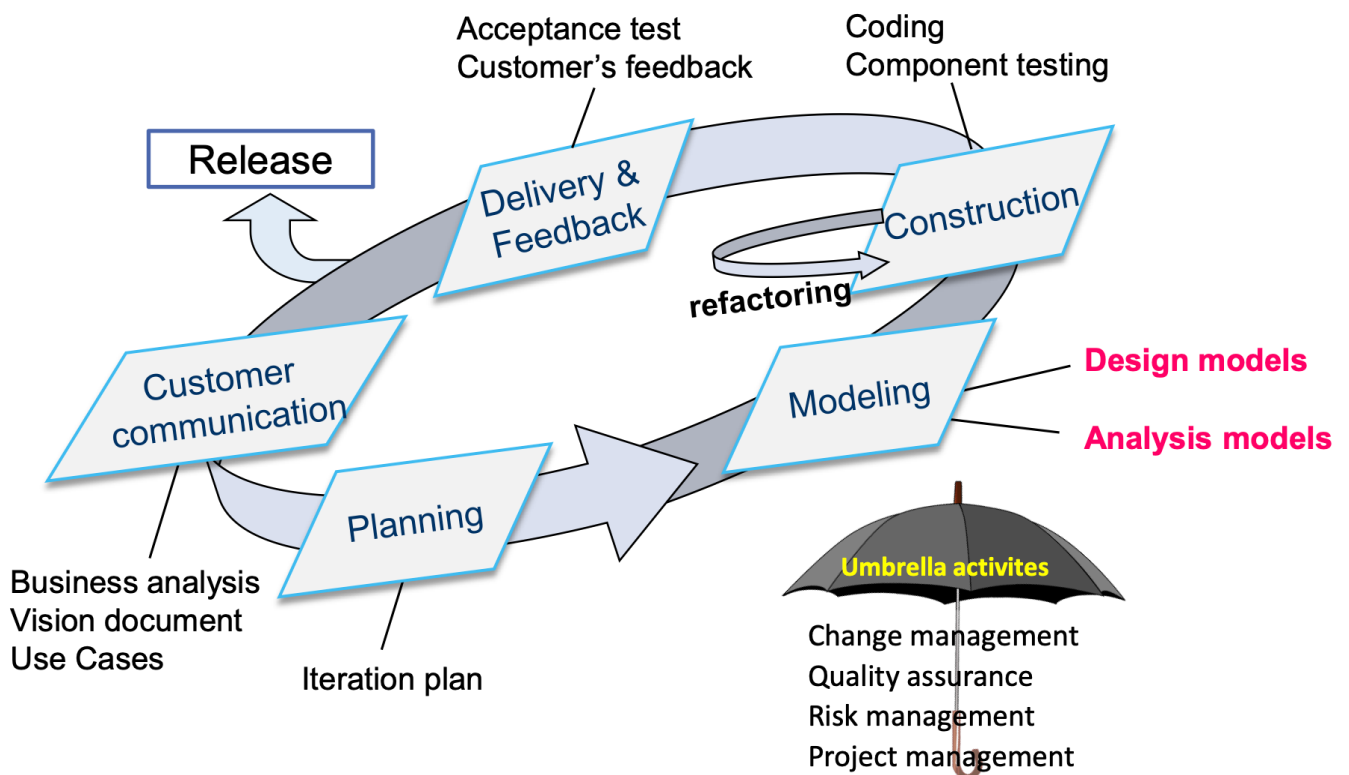 Acceptance test
Customer's feedback
Coding
Component testing
Release
Delivery &
Feedback
Construction
refactoring
Customer
communication
Modeling
Design models
Analysis models
Planning
Business analysis
Vision document
Use Cases
Iteration plan
Umbrella activites
Change management
Quality assurance
Risk management
Project management